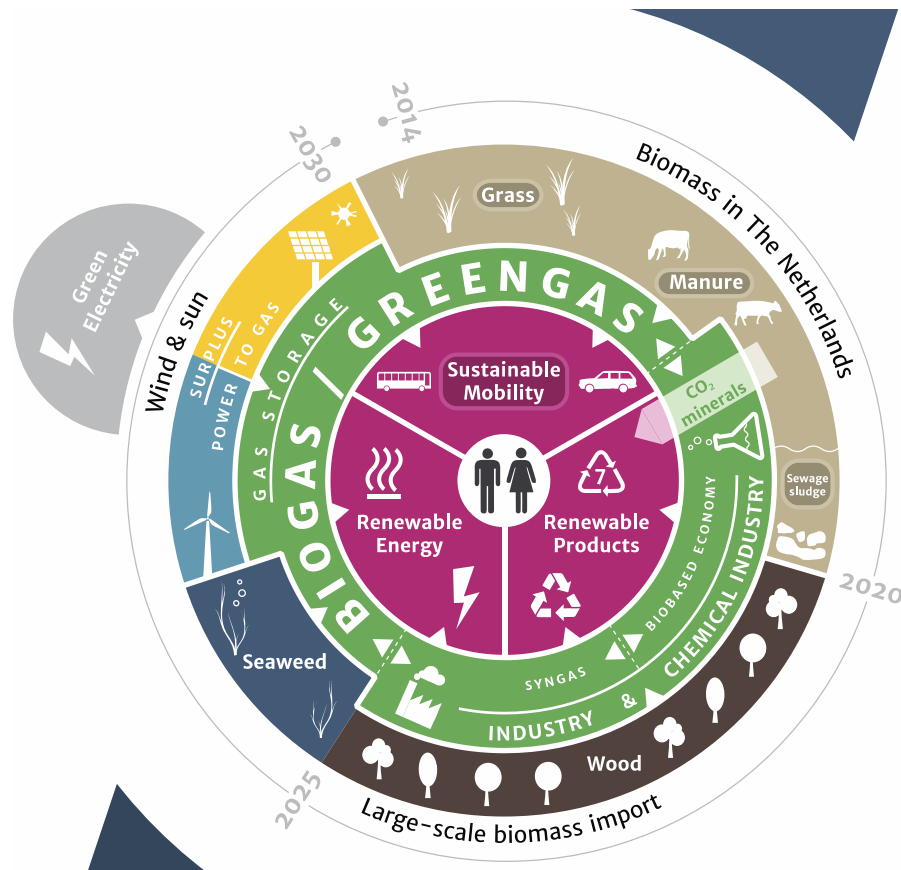 2014
2030
Biomass in The Netherlands
Grass
Manure
Green
Electricity
Wind & sun
SURPLUS
TO GAS
POWER
GAS STORAGE
BIOGAS / GREENGAS
Sustainable
Mobility
CO₂
minerals
7
Sewage
sludge
Renewable
Energy
Renewable
Products
BIOBASED ECONOMY
2020
Seaweed
SYNGAS
INDUSTRY & CHEMICAL INDUSTRY
Wood
2025
Large-scale biomass import